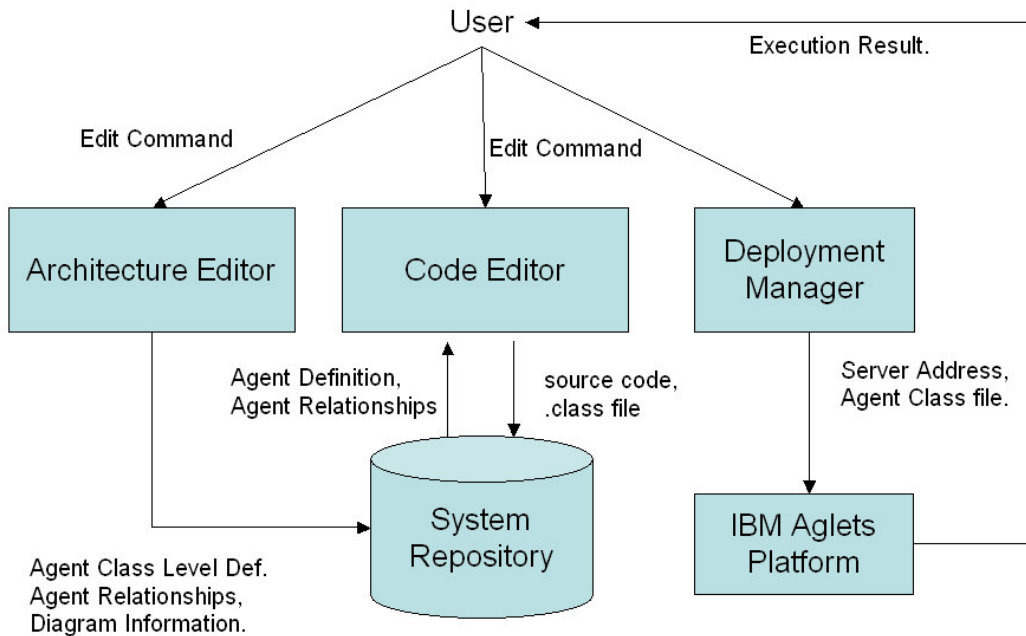 User
Execution Result.
Edit Command
Edit Command
Architecture Editor
Code Editor
Deployment
Manager
Agent Definition,
Agent Relationships
source code,
.class file
Server Address,
Agent Class file.
System
Repository
IBM Aglets
Platform
Agent Class Level Def.
Agent Relationships,
Diagram Information.